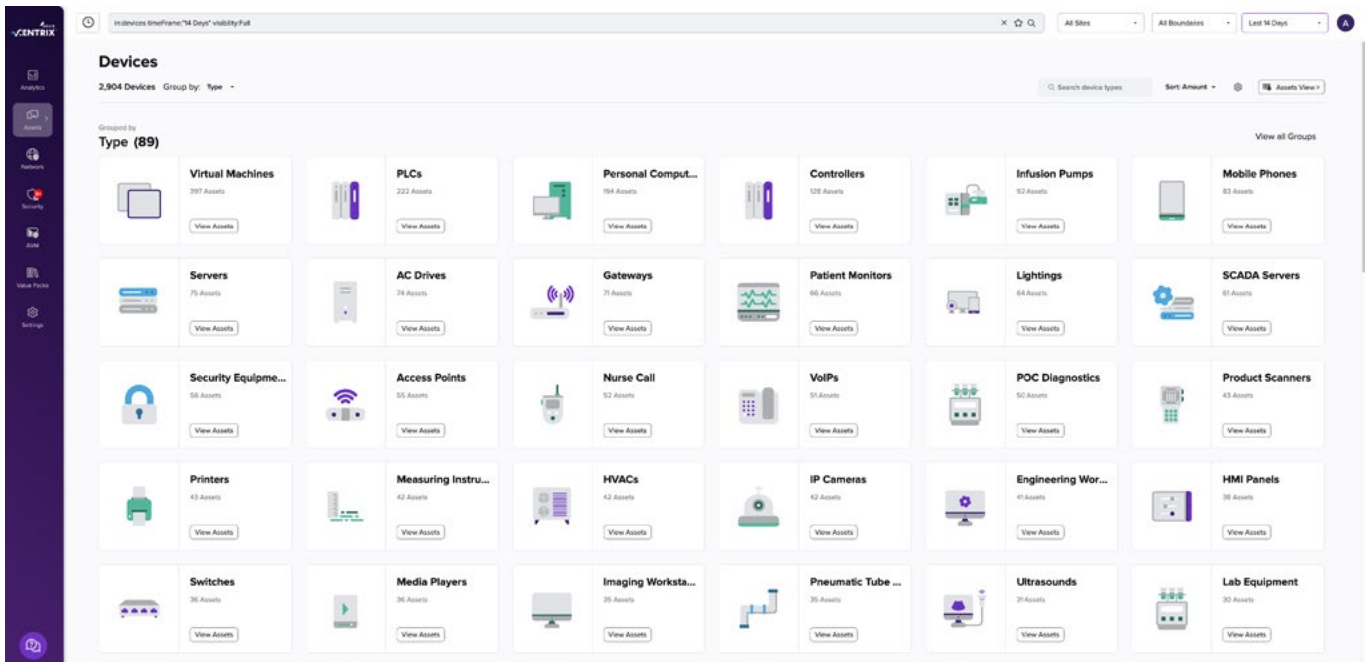 CENTRIX
in:devices timeFrame:"14 Days" visibility:Full
All Sites
All Boundaries
Last 14 Days
A
Analytics
Assets
Network
Security
AVM
Value Packs
Settings
Devices
2,904 Devices Group by: Type
Search device types
Sort: Amount
Assets View >
Grouped by
Type (89)
View all Groups
Virtual Machines
397 Assets
View Assets
PLCs
222 Assets
View Assets
Personal Comput...
194 Assets
View Assets
Controllers
128 Assets
View Assets
Infusion Pumps
92 Assets
View Assets
Mobile Phones
83 Assets
View Assets
Servers
75 Assets
View Assets
AC Drives
74 Assets
View Assets
Gateways
71 Assets
View Assets
Patient Monitors
66 Assets
View Assets
Lightings
64 Assets
View Assets
SCADA Servers
61 Assets
View Assets
Security Equipme...
56 Assets
View Assets
Access Points
55 Assets
View Assets
Nurse Call
52 Assets
View Assets
VoIPs
51 Assets
View Assets
POC Diagnostics
50 Assets
View Assets
Product Scanners
43 Assets
View Assets
Printers
43 Assets
View Assets
Measuring Instru...
42 Assets
View Assets
HVACs
42 Assets
View Assets
IP Cameras
42 Assets
View Assets
Engineering Wor...
41 Assets
View Assets
HMI Panels
38 Assets
View Assets
Switches
36 Assets
View Assets
Media Players
36 Assets
View Assets
Imaging Worksta...
35 Assets
View Assets
Pneumatic Tube ...
35 Assets
View Assets
Ultrasounds
31 Assets
View Assets
Lab Equipment
30 Assets
View Assets